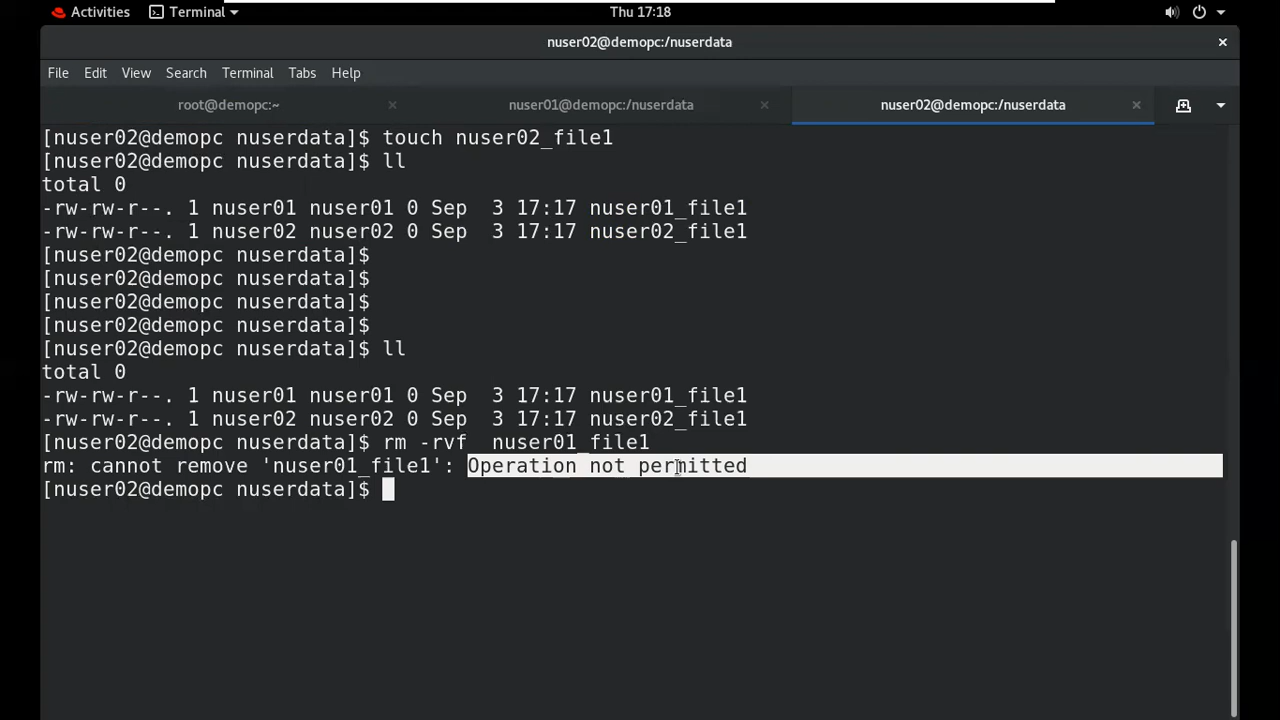 Activities Terminal Thu 17:18
nuser02@demopc:/nuserdata
File Edit View Search Terminal Tabs Help
root@demopc:~ nuser01@demopc:/nuserdata nuser02@demopc:/nuserdata
[nuser02@demopc nuserdata]$ touch nuser02_file1
[nuser02@demopc nuserdata]$ ll
total 0
-rw-rw-r--. 1 nuser01 nuser01 0 Sep  3 17:17 nuser01_file1
-rw-rw-r--. 1 nuser02 nuser02 0 Sep  3 17:17 nuser02_file1
[nuser02@demopc nuserdata]$
[nuser02@demopc nuserdata]$
[nuser02@demopc nuserdata]$
[nuser02@demopc nuserdata]$
[nuser02@demopc nuserdata]$ ll
total 0
-rw-rw-r--. 1 nuser01 nuser01 0 Sep  3 17:17 nuser01_file1
-rw-rw-r--. 1 nuser02 nuser02 0 Sep  3 17:17 nuser02_file1
[nuser02@demopc nuserdata]$ rm -rvf  nuser01_file1
rm: cannot remove 'nuser01_file1': Operation not permitted
[nuser02@demopc nuserdata]$